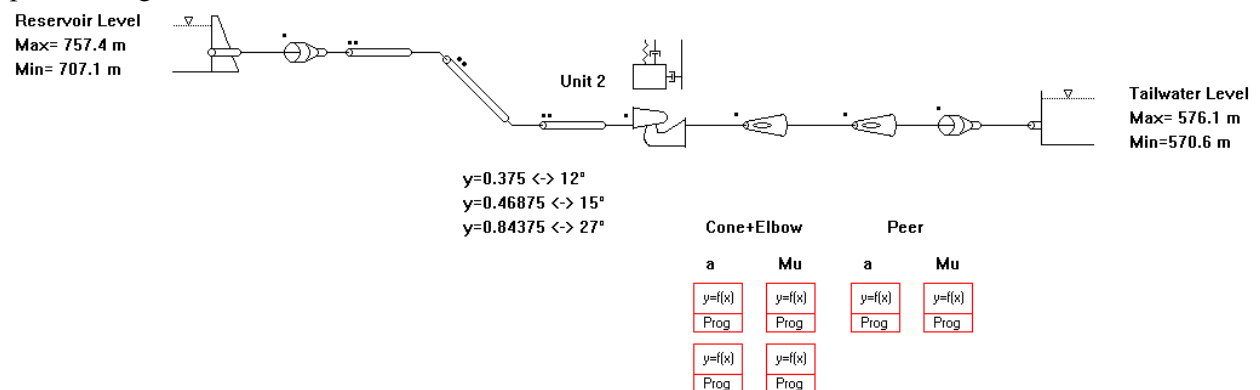 Reservoir Level
Max= 757.4 m
Min= 707.1 m
Unit 2
Tailwater Level
Max= 576.1 m
Min=570.6 m
y=0.375 <-> 12°
y=0.46875 <-> 15°
y=0.84375 <-> 27°
Cone+Elbow Peer
a Mu a Mu
y=f(x) y=f(x) y=f(x) y=f(x)
Prog Prog Prog Prog
y=f(x) y=f(x)
Prog Prog